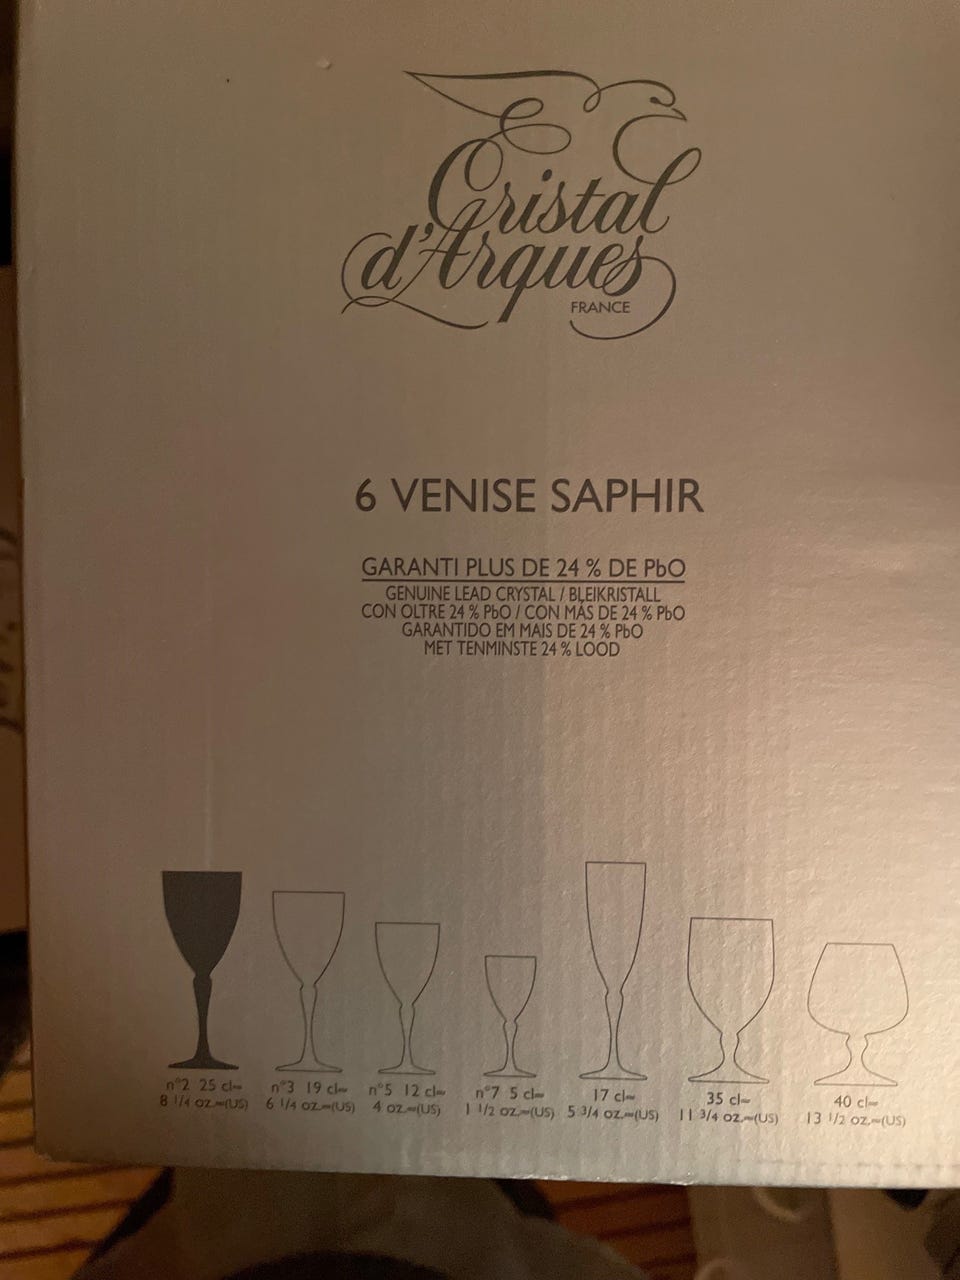 Cristal
d'Arques
FRANCE
6 VENISE SAPHIR
GARANTI PLUS DE 24 % DE PbO
GENUINE LEAD CRYSTAL / BLEIKRISTALL
CON OLTRE 24 % PbO / CON MÁS DE 24 % PbO
GARANTIDO EM MAIS DE 24 % PbO
MET TENMINSTE 24 % LOOD
n°2 25 cl~ n°3 19 cl~ n°5 12 cl~ n°7 5 cl~ 17 cl~ 35 cl~ 40 cl~
8 1/4 oz.~(US) 6 1/4 oz.~(US) 4 oz.~(US) 1 1/2 oz.~(US) 5 3/4 oz.~(US) 11 3/4 oz.~(US) 13 1/2 oz.~(US)